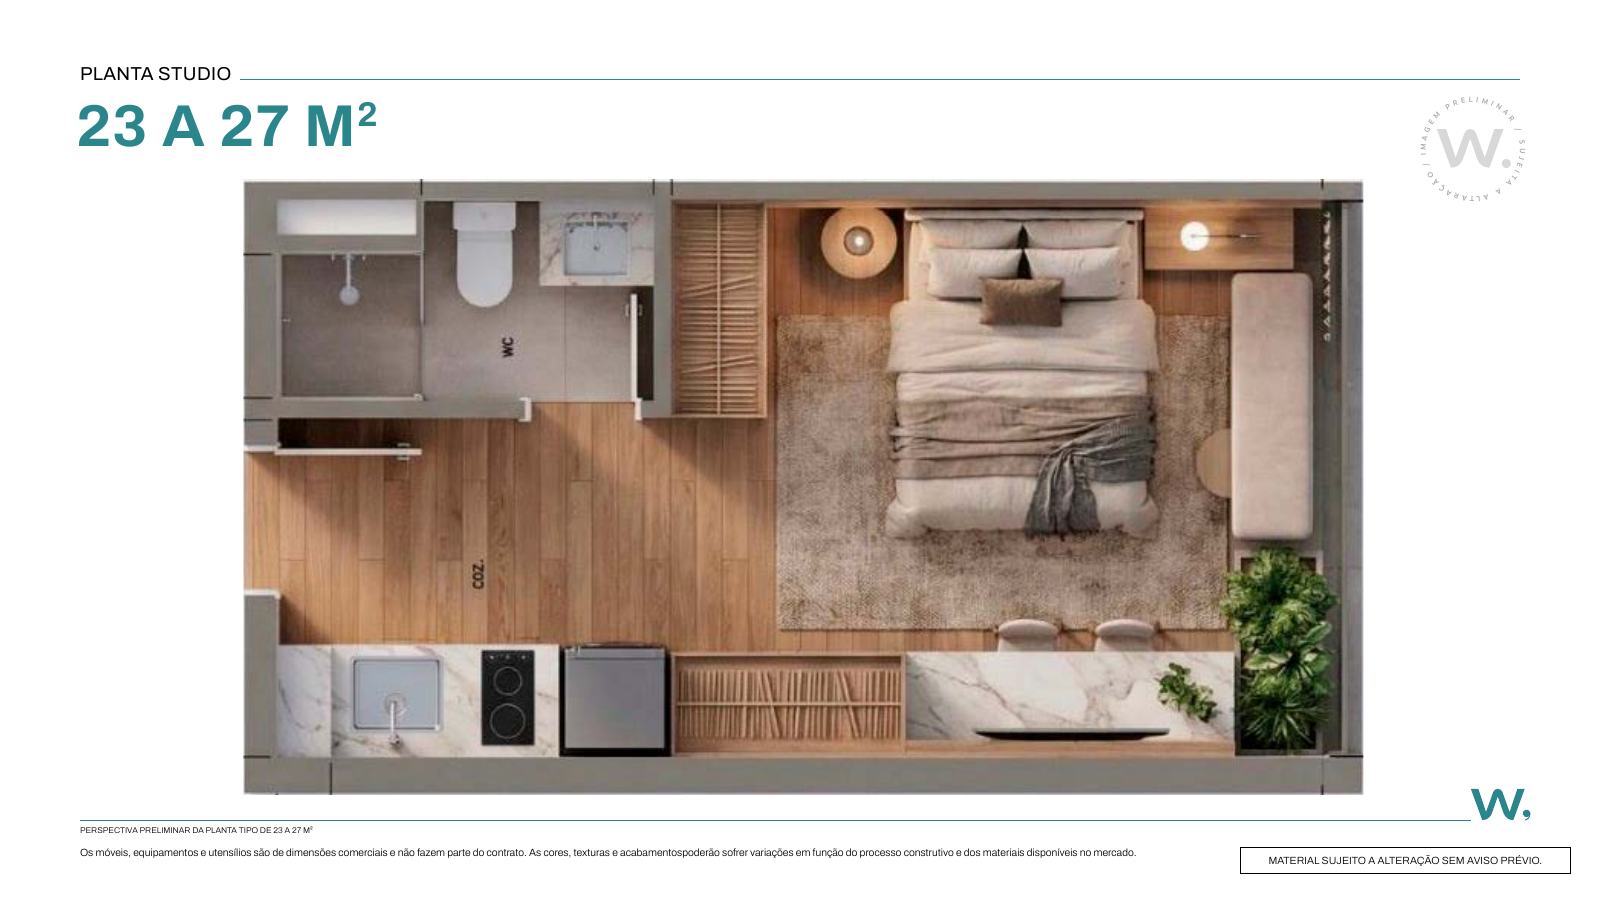 PLANTA STUDIO
23 A 27 M²
IMAGEM PRELIMINAR / SUJEITA A ALTARAÇÃO /
W.
WC
COZ.
W,
PERSPECTIVA PRELIMINAR DA PLANTA TIPO DE 23 A 27 M²
Os móveis, equipamentos e utensílios são de dimensões comerciais e não fazem parte do contrato. As cores, texturas e acabamentospoderão sofrer variações em função do processo construtivo e dos materiais disponíveis no mercado.
MATERIAL SUJEITO A ALTERAÇÃO SEM AVISO PRÉVIO.